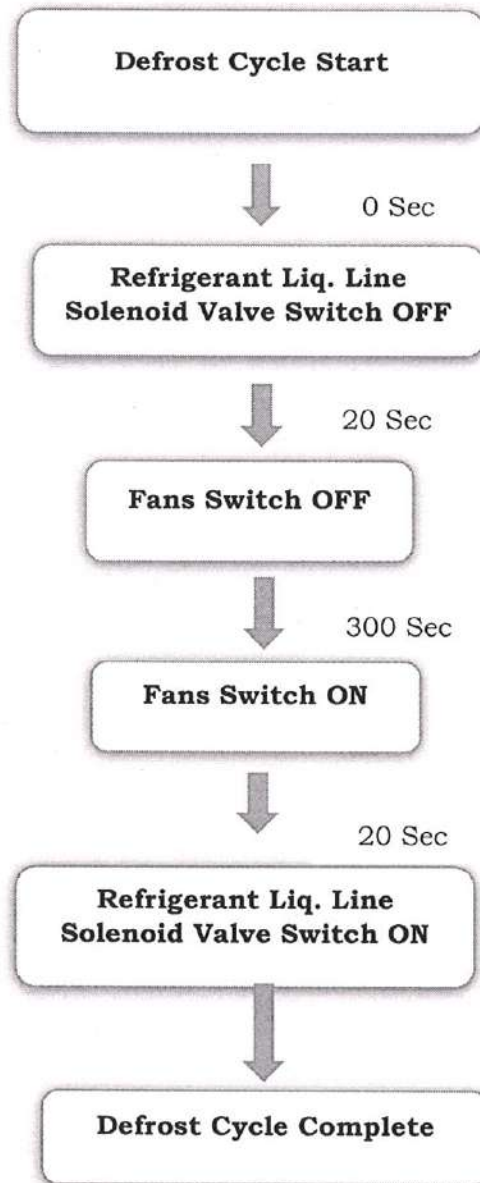 Defrost Cycle Start
0 Sec
Refrigerant Liq. Line
Solenoid Valve Switch OFF
20 Sec
Fans Switch OFF
300 Sec
Fans Switch ON
20 Sec
Refrigerant Liq. Line
Solenoid Valve Switch ON
Defrost Cycle Complete